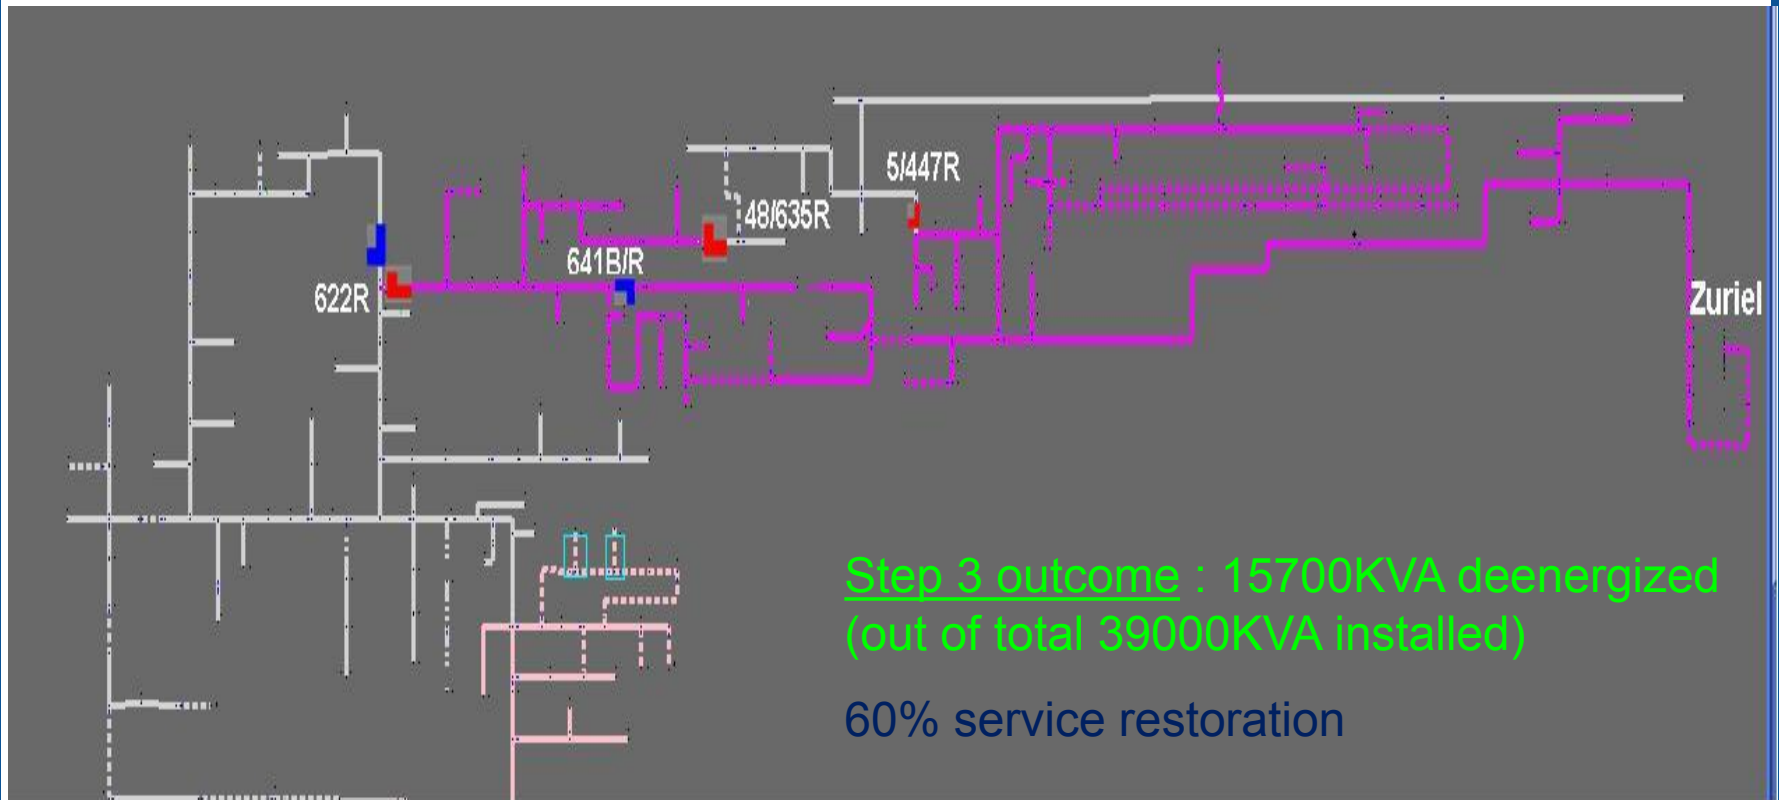 5/447R
48/635R
641B/R
622R
Zuriel
Step 3 outcome : 15700KVA deenergized
(out of total 39000KVA installed)
60% service restoration